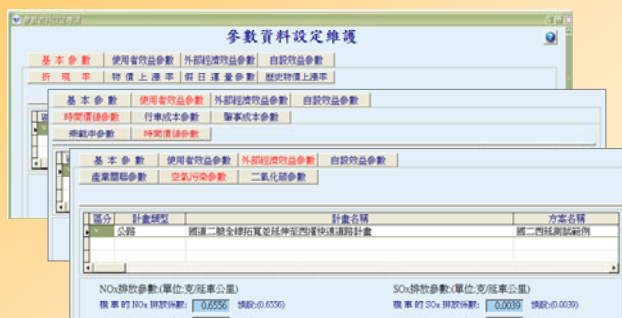 參數資料設定維護
基本參數 使用者效益參數 外部經濟效益參數 自設效益參數
折現率 物價上漲率 假日運量參數 歷史物價上漲率
基本參數 使用者效益參數 外部經濟效益參數 自設效益參數
時間價值參數 行車成本參數 肇事成本參數
乘載率參數 時間價值參數
基本參數 使用者效益參數 外部經濟效益參數 自設效益參數
產業關聯參數 空氣污染參數 二氧化碳參數
區分 計畫類型 計畫名稱 方案名稱
公路 國道二號全線拓寬並延伸至西濱快速道路計畫 國二西延測試範例
NOx排放參數:(單位:克/延車公里) SOx排放參數:(單位:克/延車公里)
機車的NOx排放係數: 0.6556 預設:(0.6556) 機車的SOx排放係數: 0.0039 預設:(0.0039)